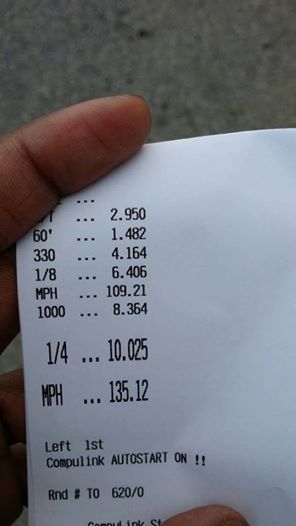 ... 
... 2.950
60' ... 1.482
330 ... 4.164
1/8 ... 6.406
MPH ... 109.21
1000 ... 8.364
1/4 ... 10.025
MPH ... 135.12
Left 1st
Compulink AUTOSTART ON !!
Rnd # TO 620/0
CompuLink